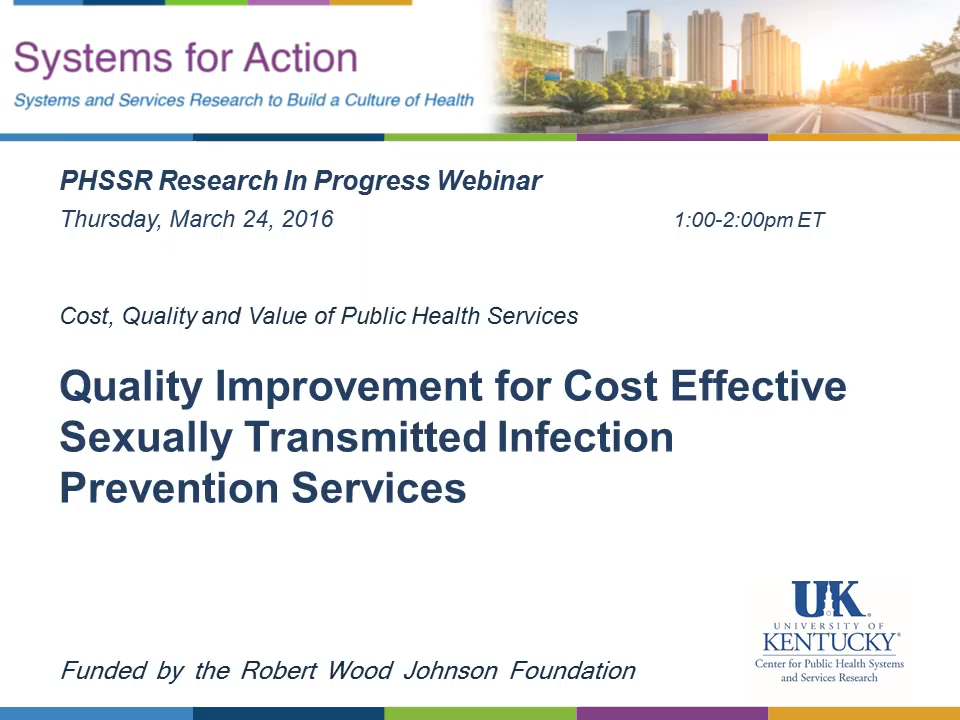 Systems for Action
Systems and Services Research to Build a Culture of Health
PHSSR Research In Progress Webinar
Thursday, March 24, 2016 1:00-2:00pm ET
Cost, Quality and Value of Public Health Services
Quality Improvement for Cost Effective
Sexually Transmitted Infection
Prevention Services
UK®
UNIVERSITY OF
KENTUCKY®
Center for Public Health Systems
and Services Research
Funded by the Robert Wood Johnson Foundation